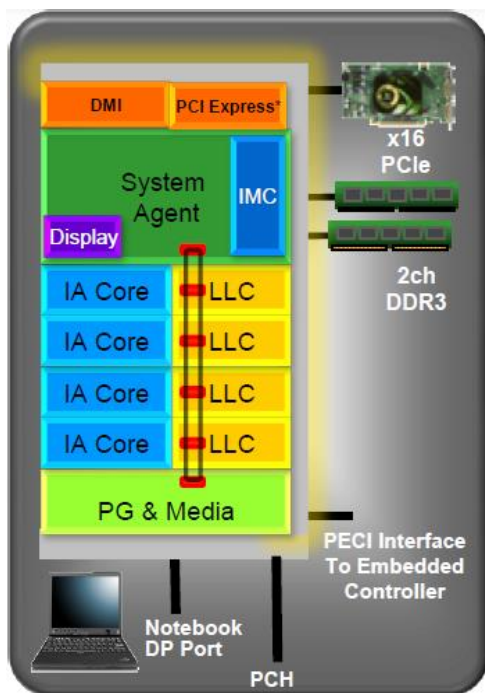 DMI
PCI Express*
x16
PCIe
System
Agent
IMC
Display
2ch
DDR3
IA Core
LLC
IA Core
LLC
IA Core
LLC
IA Core
LLC
PG & Media
PECI Interface
To Embedded
Controller
Notebook
DP Port
PCH